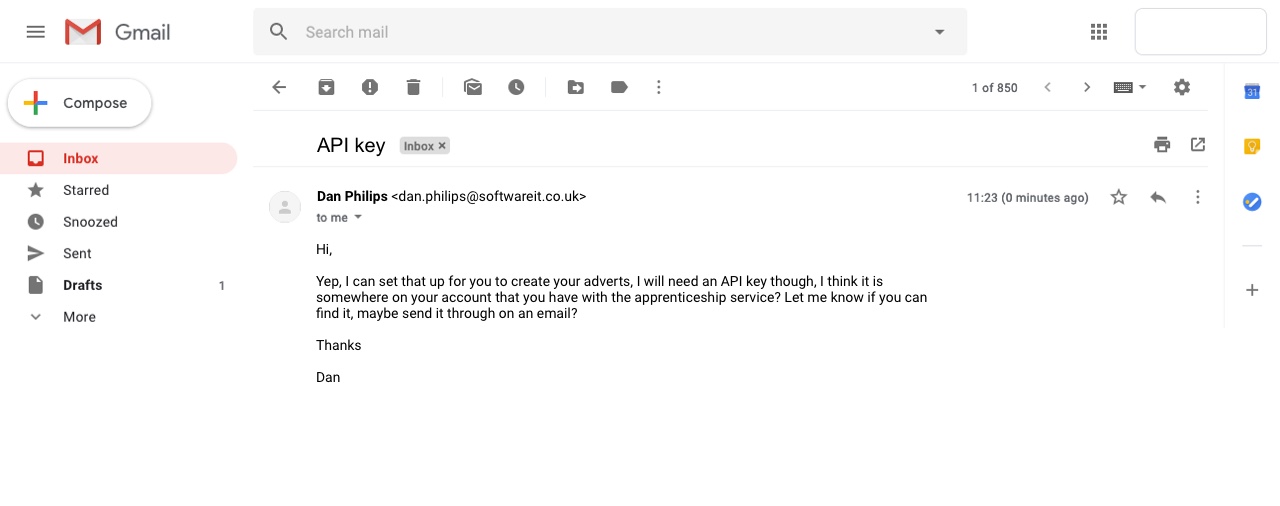 Gmail
Search mail
Compose
1 of 850
31
Inbox
Starred
Snoozed
Sent
Drafts 1
More
API key Inbox ×
Dan Philips <dan.philips@softwareit.co.uk> 11:23 (0 minutes ago)
to me
Hi,
Yep, I can set that up for you to create your adverts, I will need an API key though, I think it is
somewhere on your account that you have with the apprenticeship service? Let me know if you can
find it, maybe send it through on an email?
Thanks
Dan